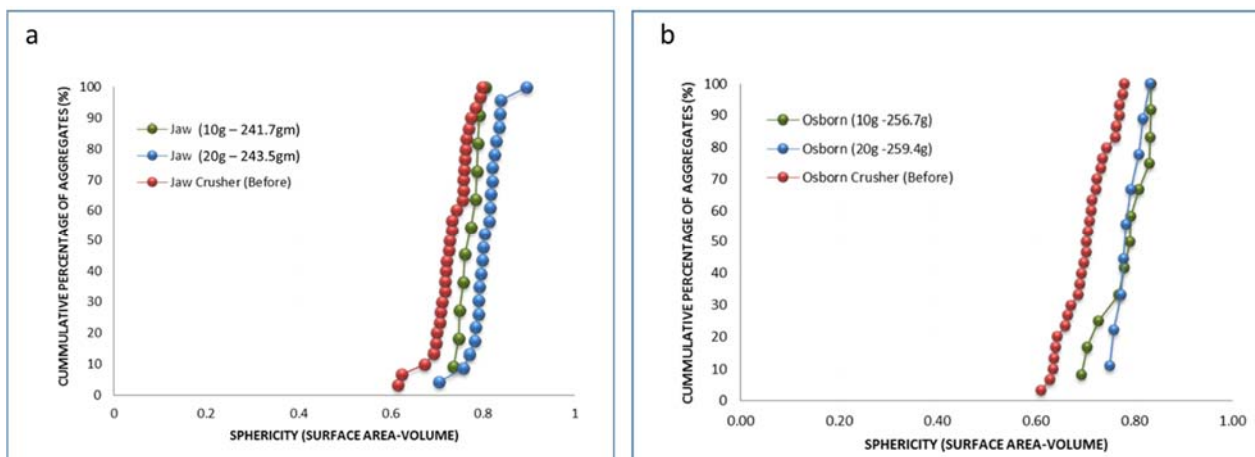 a
CUMMULATIVE PERCENTAGE OF AGGREGATES (%)
100
90
80
70
60
50
40
30
20
10
0
Jaw (10g – 241.7gm)
Jaw (20g – 243.5gm)
Jaw Crusher (Before)
0
0.2
0.4
0.6
0.8
1
SPHERICITY (SURFACE AREA-VOLUME)
b
CUMMULATIVE PERCENTAGE OF AGGREGATES (%)
100
90
80
70
60
50
40
30
20
10
0
Osborn (10g -256.7g)
Osborn (20g -259.4g)
Osborn Crusher (Before)
0.00
0.20
0.40
0.60
0.80
1.00
SPHERICITY (SURFACE AREA-VOLUME)